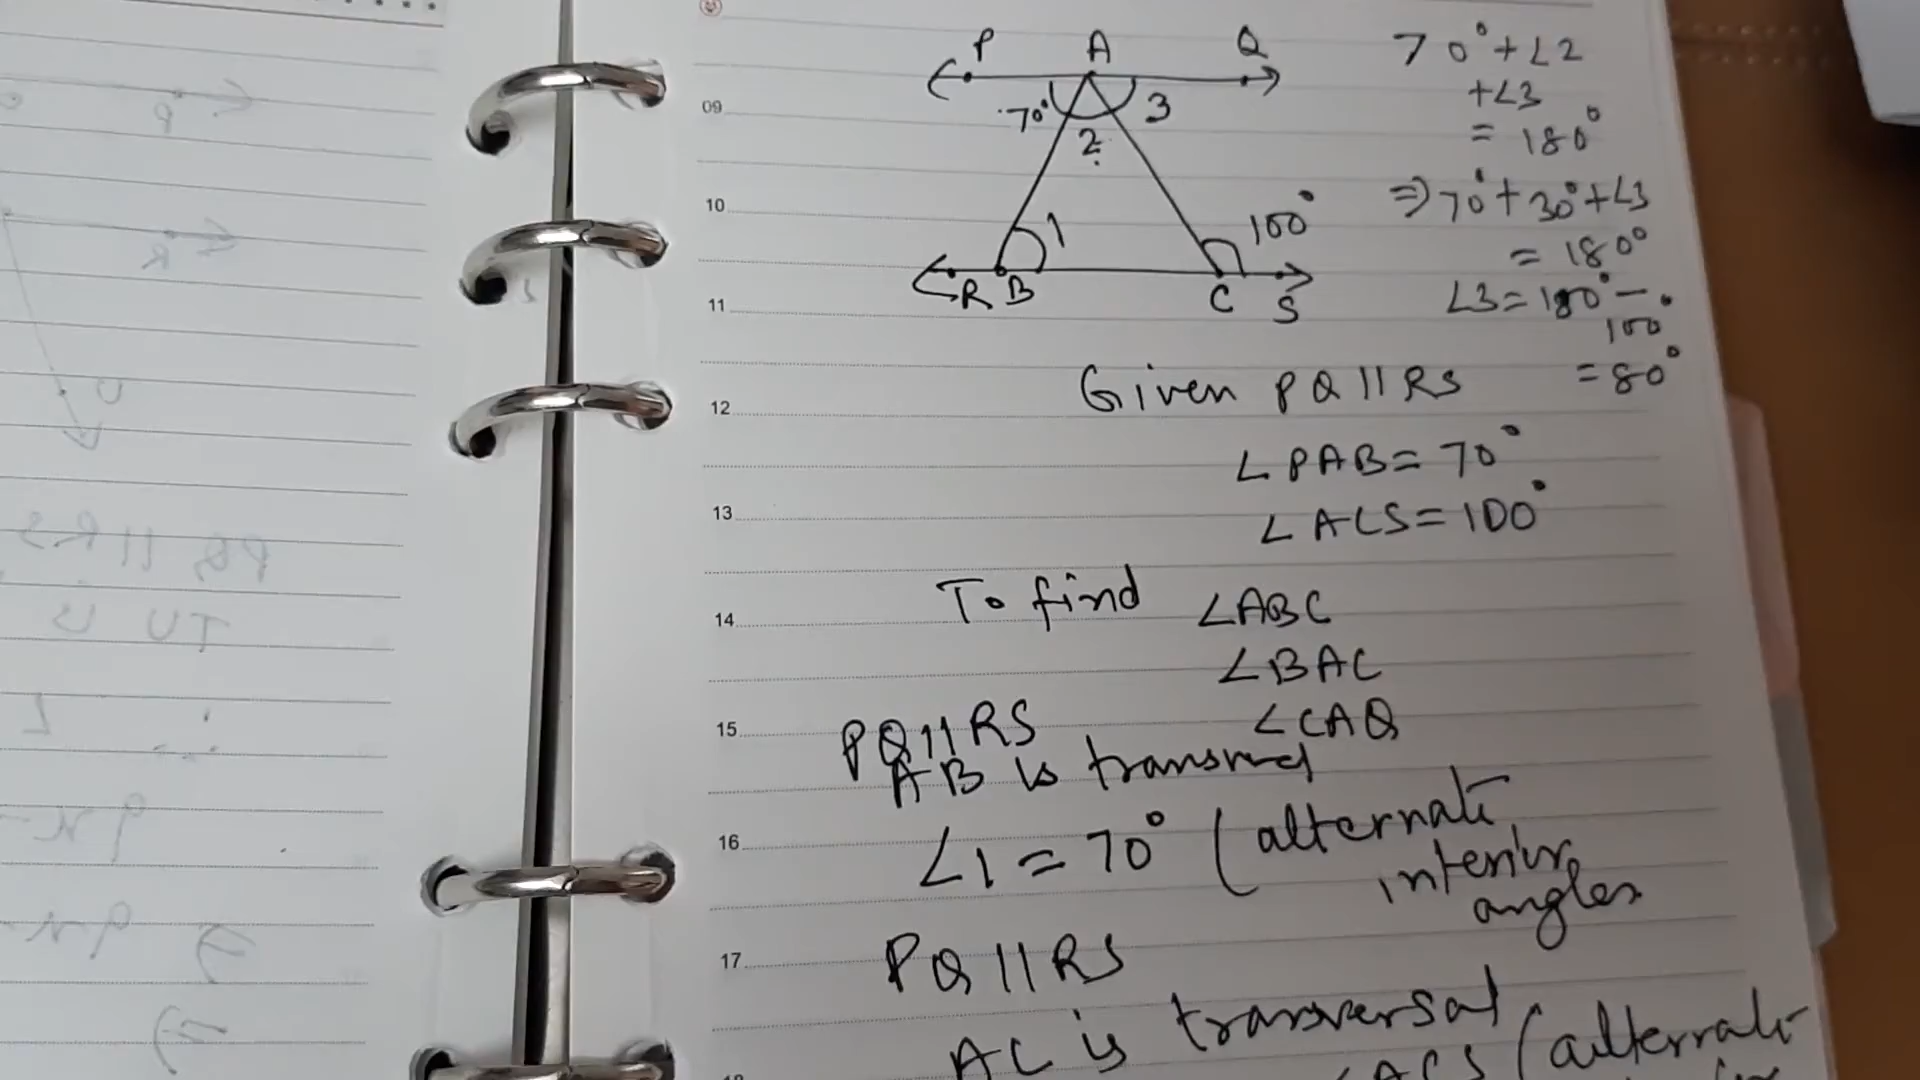 P A Q
70° 3
2
1 100°
R B C S
70° + ∠2
+∠3
= 180°
⇒ 70° + 30° + ∠3
= 180°
∠3 = 180° -
100°
= 80°
09
10
11
12
13
14
15
16
17
Given PQ || RS
∠PAB = 70°
∠ACS = 100°
To find ∠ABC
∠BAC
∠CAQ
PQ || RS
AB is
∠1 = 70° (alternate
interior
angles
PQ || RS
AC is transversal
∠ACS (alternate